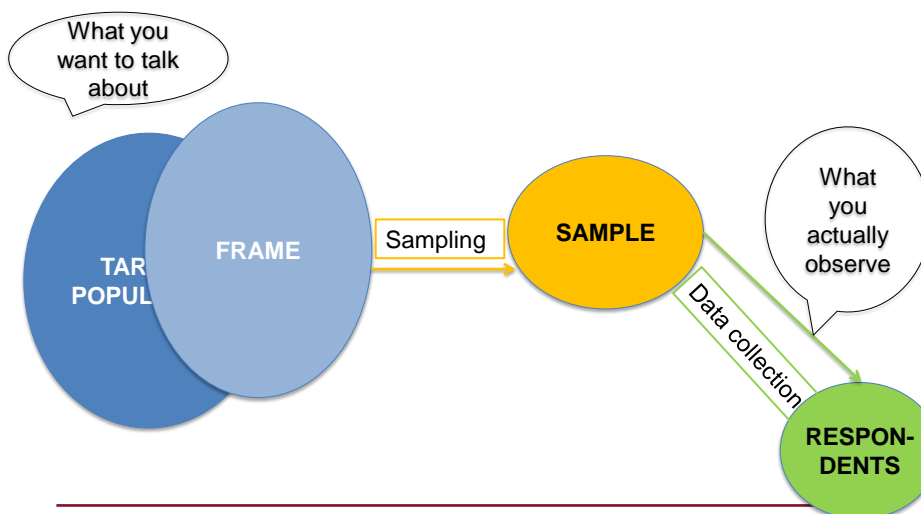 What you
want to talk
about
TAR
POPUL
FRAME
Sampling
SAMPLE
What
you
actually
observe
Data collection
RESPON-
DENTS